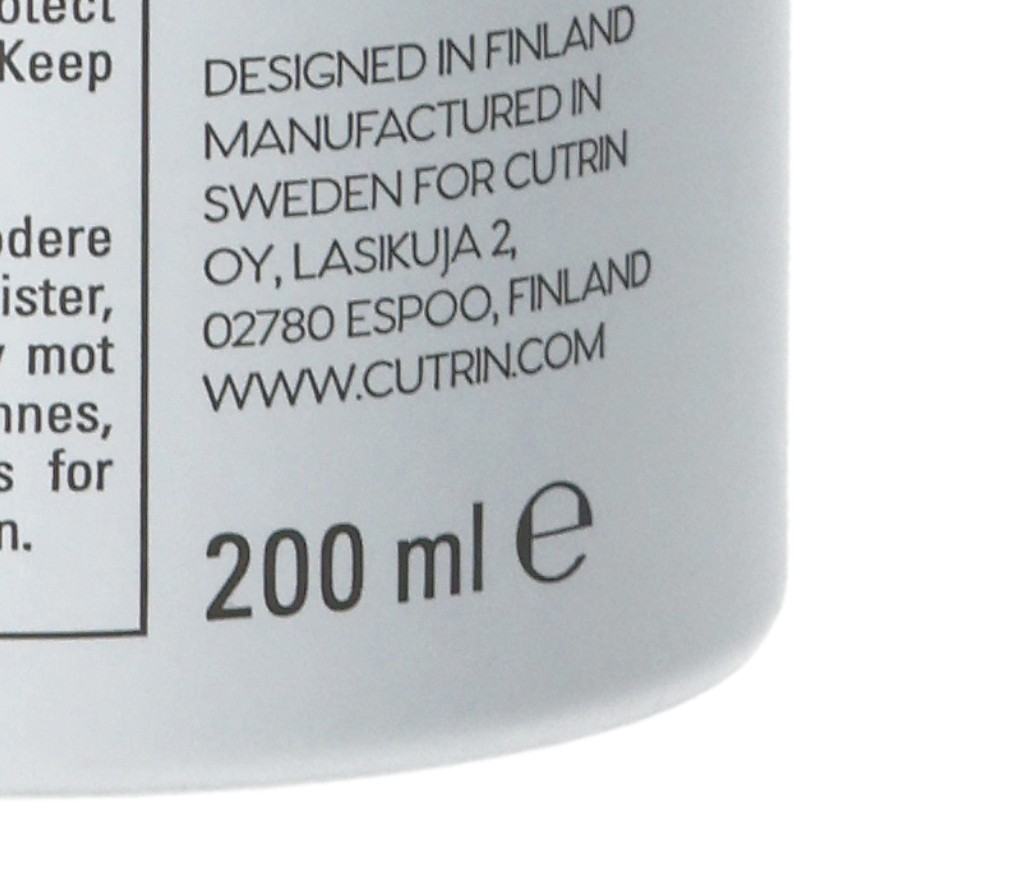 Keep
ister,
mot
for
DESIGNED IN FINLAND
MANUFACTURED IN
SWEDEN FOR CUTRIN
OY, LASIKUJA 2,
02780 ESPOO, FINLAND
WWW.CUTRIN.COM
200 ml ℮